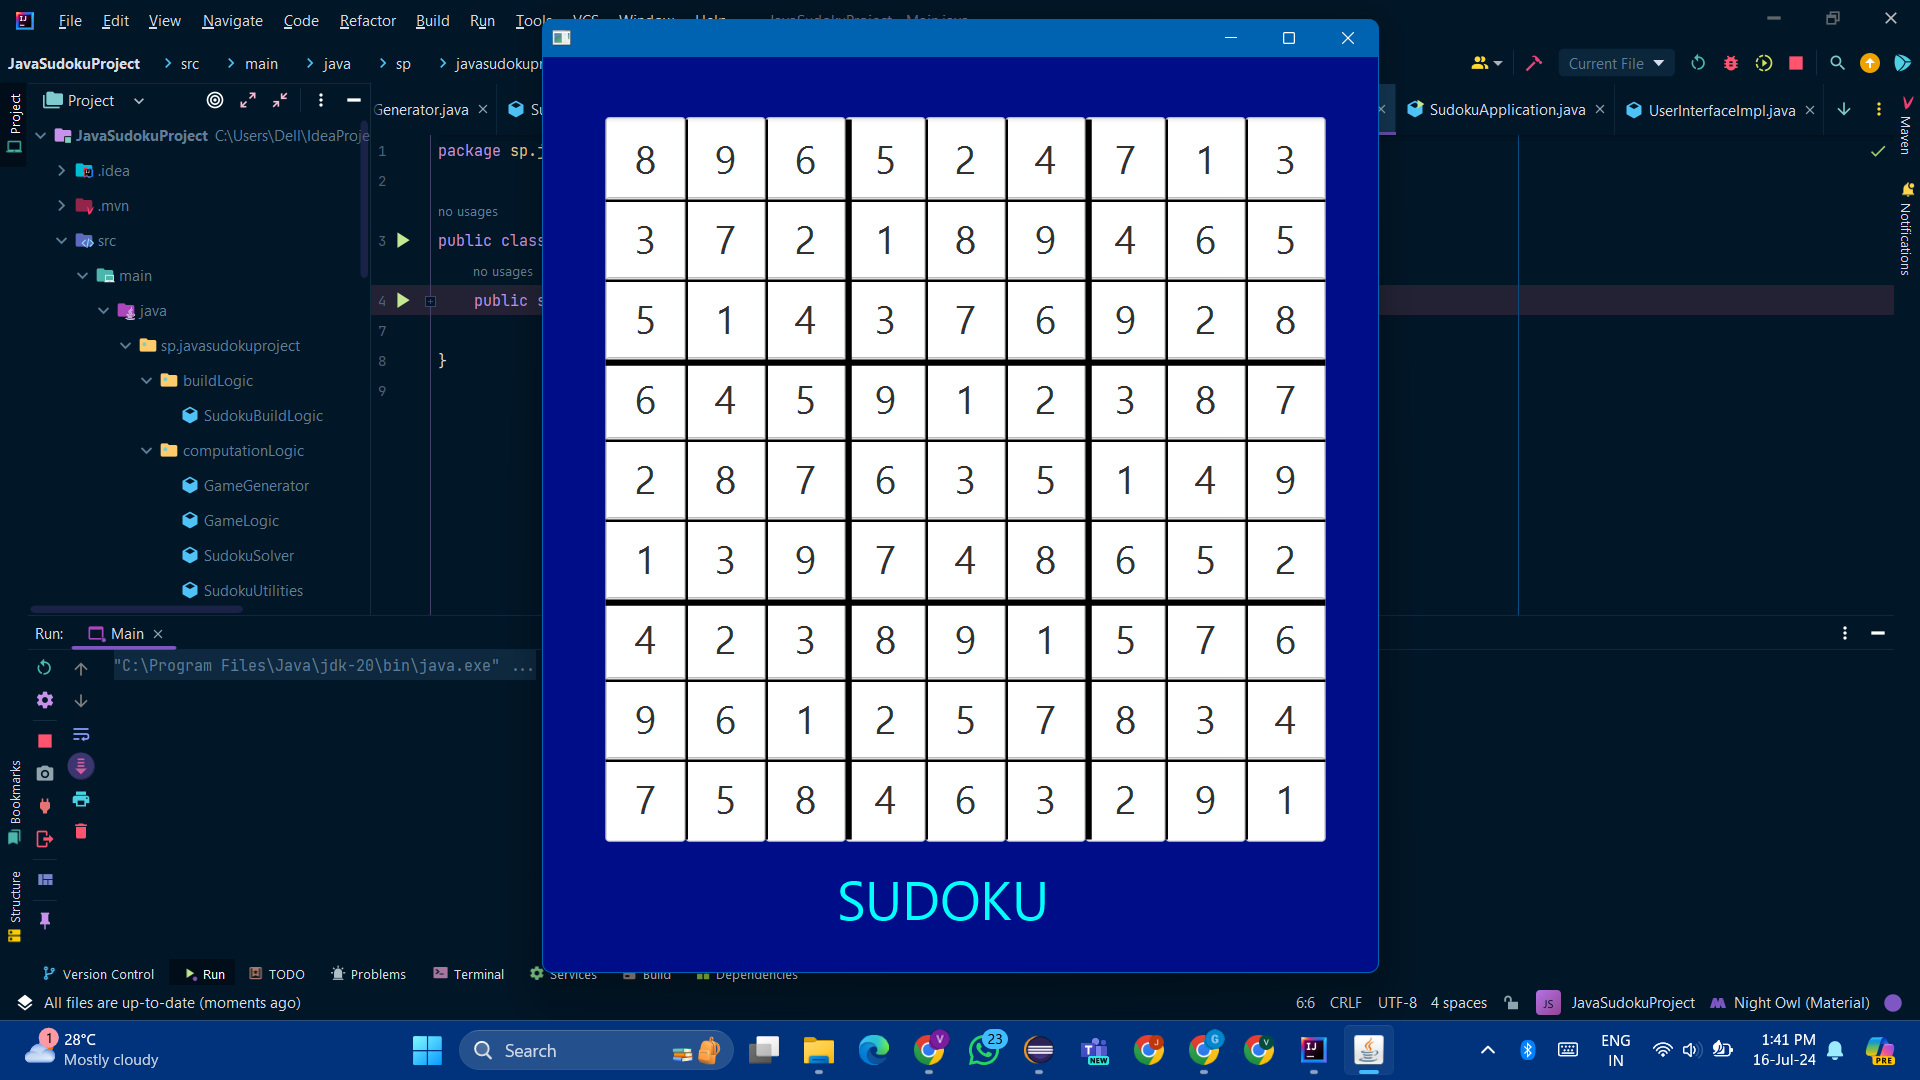 File Edit View Navigate Code Refactor Build Run Tools
JavaSudokuProject src main java sp
Current File
Project
Generator.java
SudokuApplication.java
UserInterfaceImpl.java
Project
Maven
Notifications
JavaSudokuProject C:\Users\Dell\IdeaProje
.idea
.mvn
src
main
java
sp.javasudokuproject
buildLogic
SudokuBuildLogic
computationLogic
GameGenerator
GameLogic
SudokuSolver
SudokuUtilities
1 package
2
no usages
3 public class
no usages
4 public
7
8 }
9
8 9 6 5 2 4 7 1 3
3 7 2 1 8 9 4 6 5
5 1 4 3 7 6 9 2 8
6 4 5 9 1 2 3 8 7
2 8 7 6 3 5 1 4 9
1 3 9 7 4 8 6 5 2
4 2 3 8 9 1 5 7 6
9 6 1 2 5 7 8 3 4
7 5 8 4 6 3 2 9 1
SUDOKU
Run: Main
"C:\Program Files\Java\jdk-20\bin\java.exe" ...
Bookmarks
Structure
Version Control Run TODO Problems Terminal Services Build Dependencies
All files are up-to-date (moments ago)
6:6 CRLF UTF-8 4 spaces JS JavaSudokuProject Night Owl (Material)
1 28°C
Mostly cloudy
Search
V
23
NEW
J
G
V
IJ
ENG
IN
1:41 PM
16-Jul-24
PRE